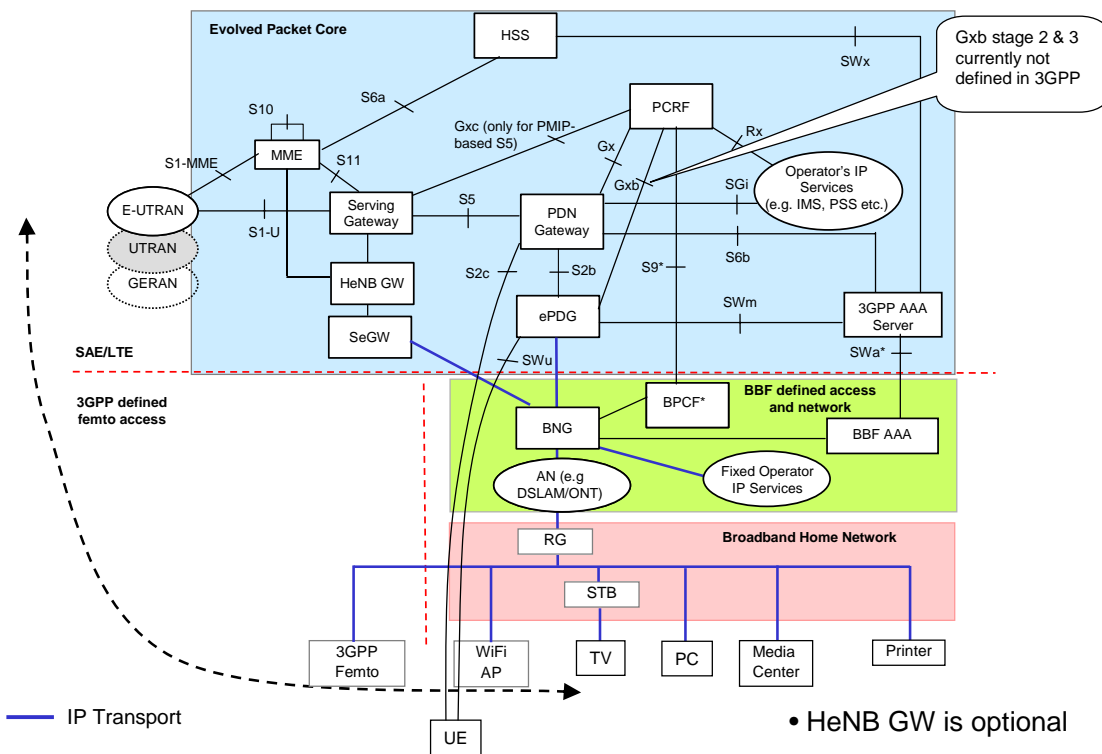 Evolved Packet Core
HSS
Gxb stage 2 & 3
currently not
defined in 3GPP
SWx
S6a
PCRF
S10
Gxc (only for PMIP-
based S5)
Rx
MME
S11
Gx
S1-MME
Gxb
Operator's IP
Services
(e.g. IMS, PSS etc.)
E-UTRAN
Serving
Gateway
S5
PDN
Gateway
SGi
S1-U
UTRAN
S6b
GERAN
HeNB GW
S2c
S2b
S9*
ePDG
SWm
3GPP AAA
Server
SeGW
SAE/LTE
SWu
SWa*
3GPP defined
femto access
BPCF*
BBF defined access
and network
BNG
BBF AAA
AN (e.g
DSLAM/ONT)
Fixed Operator
IP Services
RG
Broadband Home Network
STB
3GPP
Femto
WiFi
AP
TV
PC
Media
Center
Printer
IP Transport
UE
• HeNB GW is optional